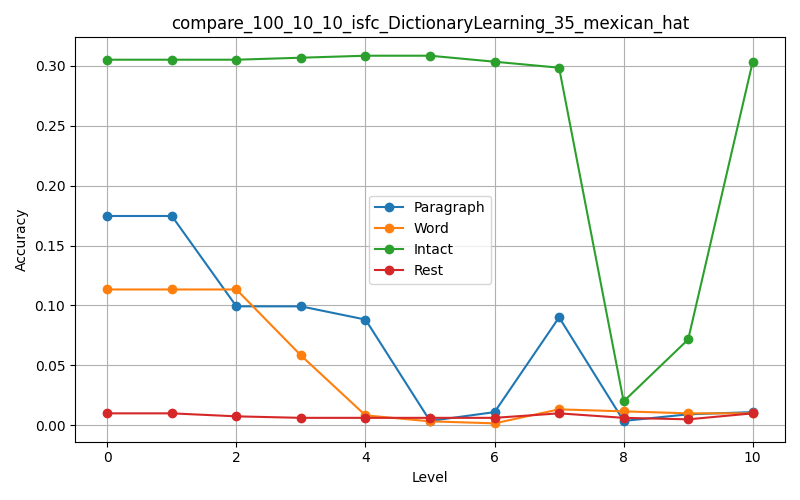 compare_100_10_10_isfc_DictionaryLearning_35_mexican_hat
0.30
0.25
0.20
0.15
0.10
0.05
0.00
Accuracy
Paragraph
Word
Intact
Rest
0 2 4 6 8 10
Level